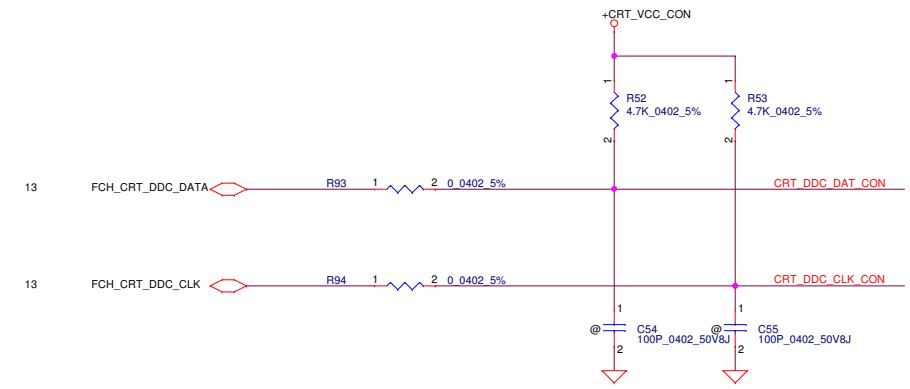 +CRT_VCC_CON
1
R52
4.7K_0402_5%
2
1
R53
4.7K_0402_5%
2
13 FCH_CRT_DDC_DATA R93 1 2 0_0402_5% CRT_DDC_DAT_CON
13 FCH_CRT_DDC_CLK R94 1 2 0_0402_5% CRT_DDC_CLK_CON
1
@ C54
100P_0402_50V8J
2
1
@ C55
100P_0402_50V8J
2